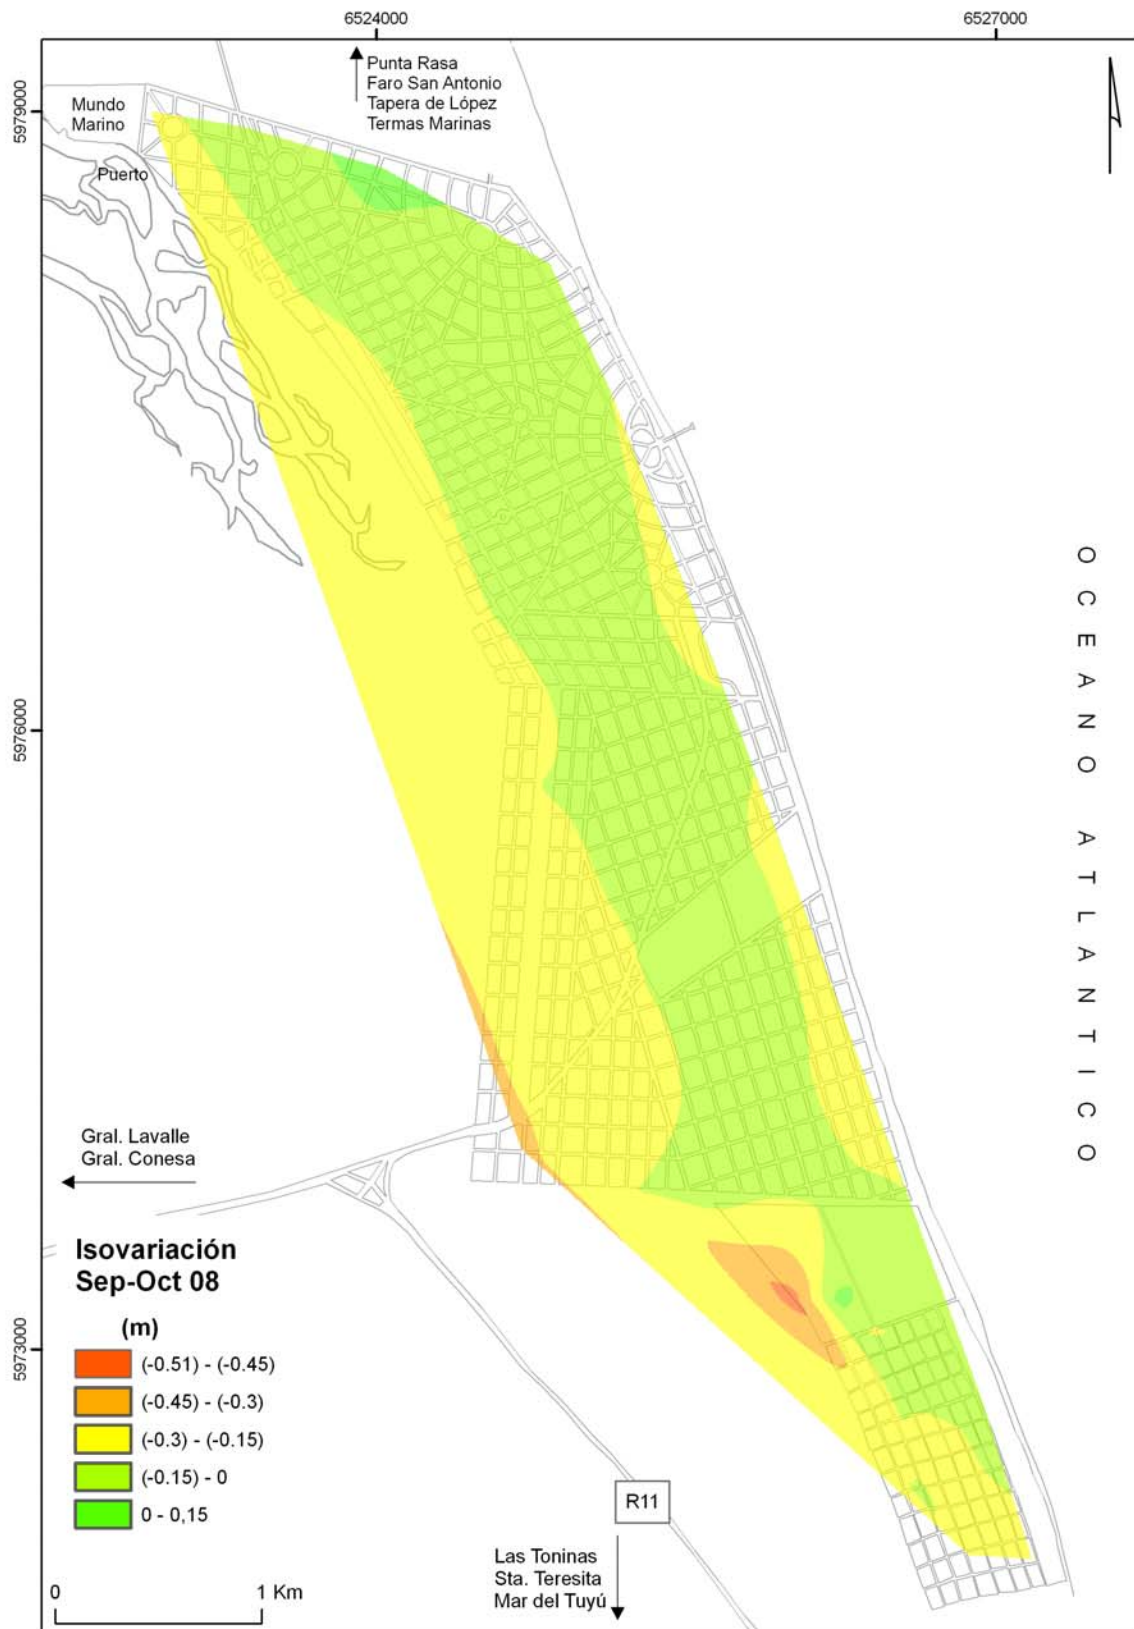 6524000
6527000
5979000
5976000
5973000
Punta Rasa
Faro San Antonio
Tapera de López
Termas Marinas
Mundo
Marino
Puerto
OCEANO ATLANTICO
Gral. Lavalle
Gral. Conesa
Isovariación
Sep-Oct 08
(m)
(-0.51) - (-0.45)
(-0.45) - (-0.3)
(-0.3) - (-0.15)
(-0.15) - 0
0 - 0,15
R11
Las Toninas
Sta. Teresita
Mar del Tuyú
0 1 Km